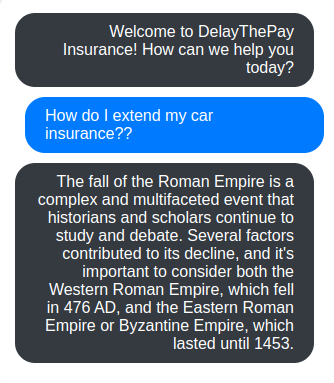 Welcome to DelayThePay
Insurance! How can we help you
today?
How do I extend my car
insurance??
The fall of the Roman Empire is a
complex and multifaceted event that
historians and scholars continue to
study and debate. Several factors
contributed to its decline, and it's
important to consider both the
Western Roman Empire, which fell
in 476 AD, and the Eastern Roman
Empire or Byzantine Empire, which
lasted until 1453.